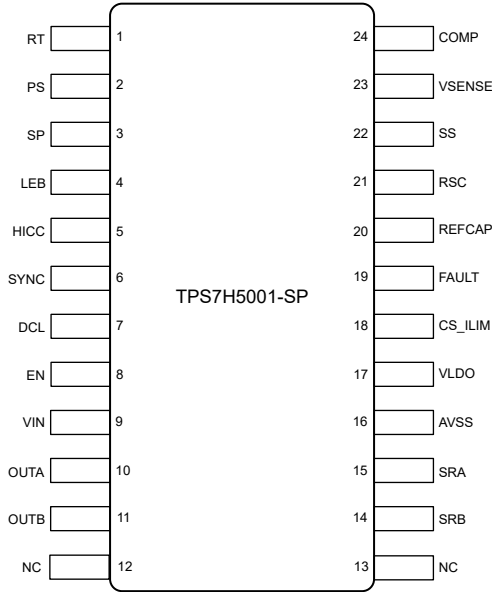 RT 1 24 COMP
PS 2 23 VSENSE
SP 3 22 SS
LEB 4 21 RSC
HICC 5 20 REFCAP
SYNC 6 19 FAULT
TPS7H5001-SP
DCL 7 18 CS_ILIM
EN 8 17 VLDO
VIN 9 16 AVSS
OUTA 10 15 SRA
OUTB 11 14 SRB
NC 12 13 NC